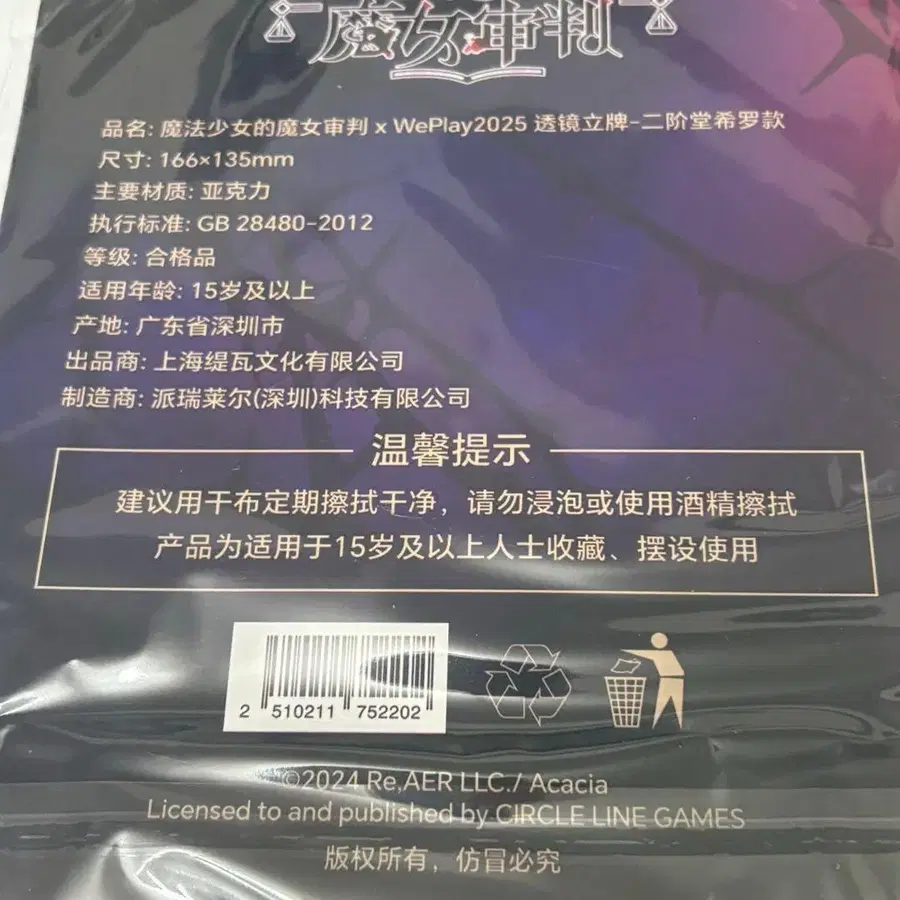 魔女审判
品名: 魔法少女的魔女审判 x WePlay2025 透镜立牌-二阶堂希罗款
尺寸: 166×135mm
主要材质: 亚克力
执行标准: GB 28480-2012
等级: 合格品
适用年龄: 15岁及以上
产地: 广东省深圳市
出品商: 上海缇瓦文化有限公司
制造商: 派瑞莱尔(深圳)科技有限公司
温馨提示
建议用干布定期擦拭干净，请勿浸泡或使用酒精擦拭
产品为适用于15岁及以上人士收藏、摆设使用
2 510211 752202
©2024 Re,AER LLC./ Acacia
Licensed to and published by CIRCLE LINE GAMES
版权所有，仿冒必究